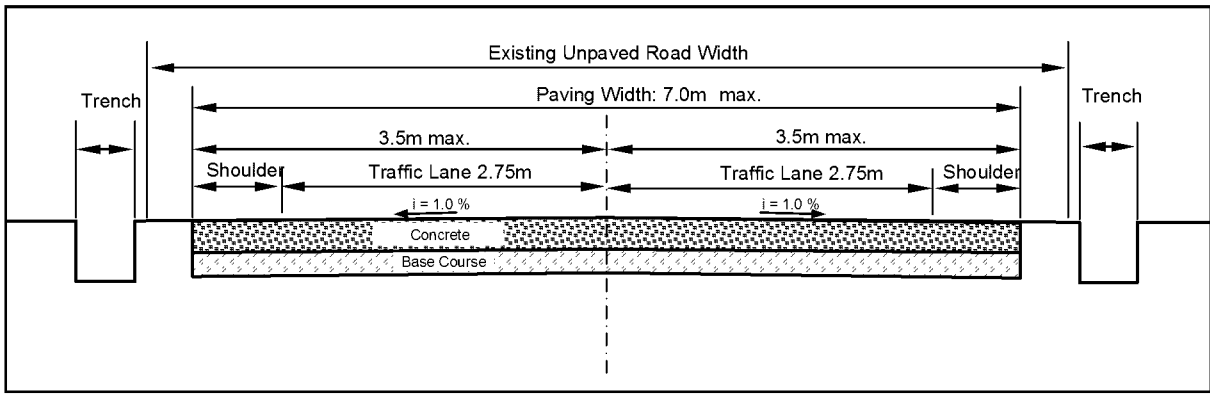 Existing Unpaved Road Width
Trench
Paving Width: 7.0m max.
Trench
3.5m max.
3.5m max.
Shoulder
Traffic Lane 2.75m
Traffic Lane 2.75m
Shoulder
i = 1.0 %
i = 1.0 %
Concrete
Base Course